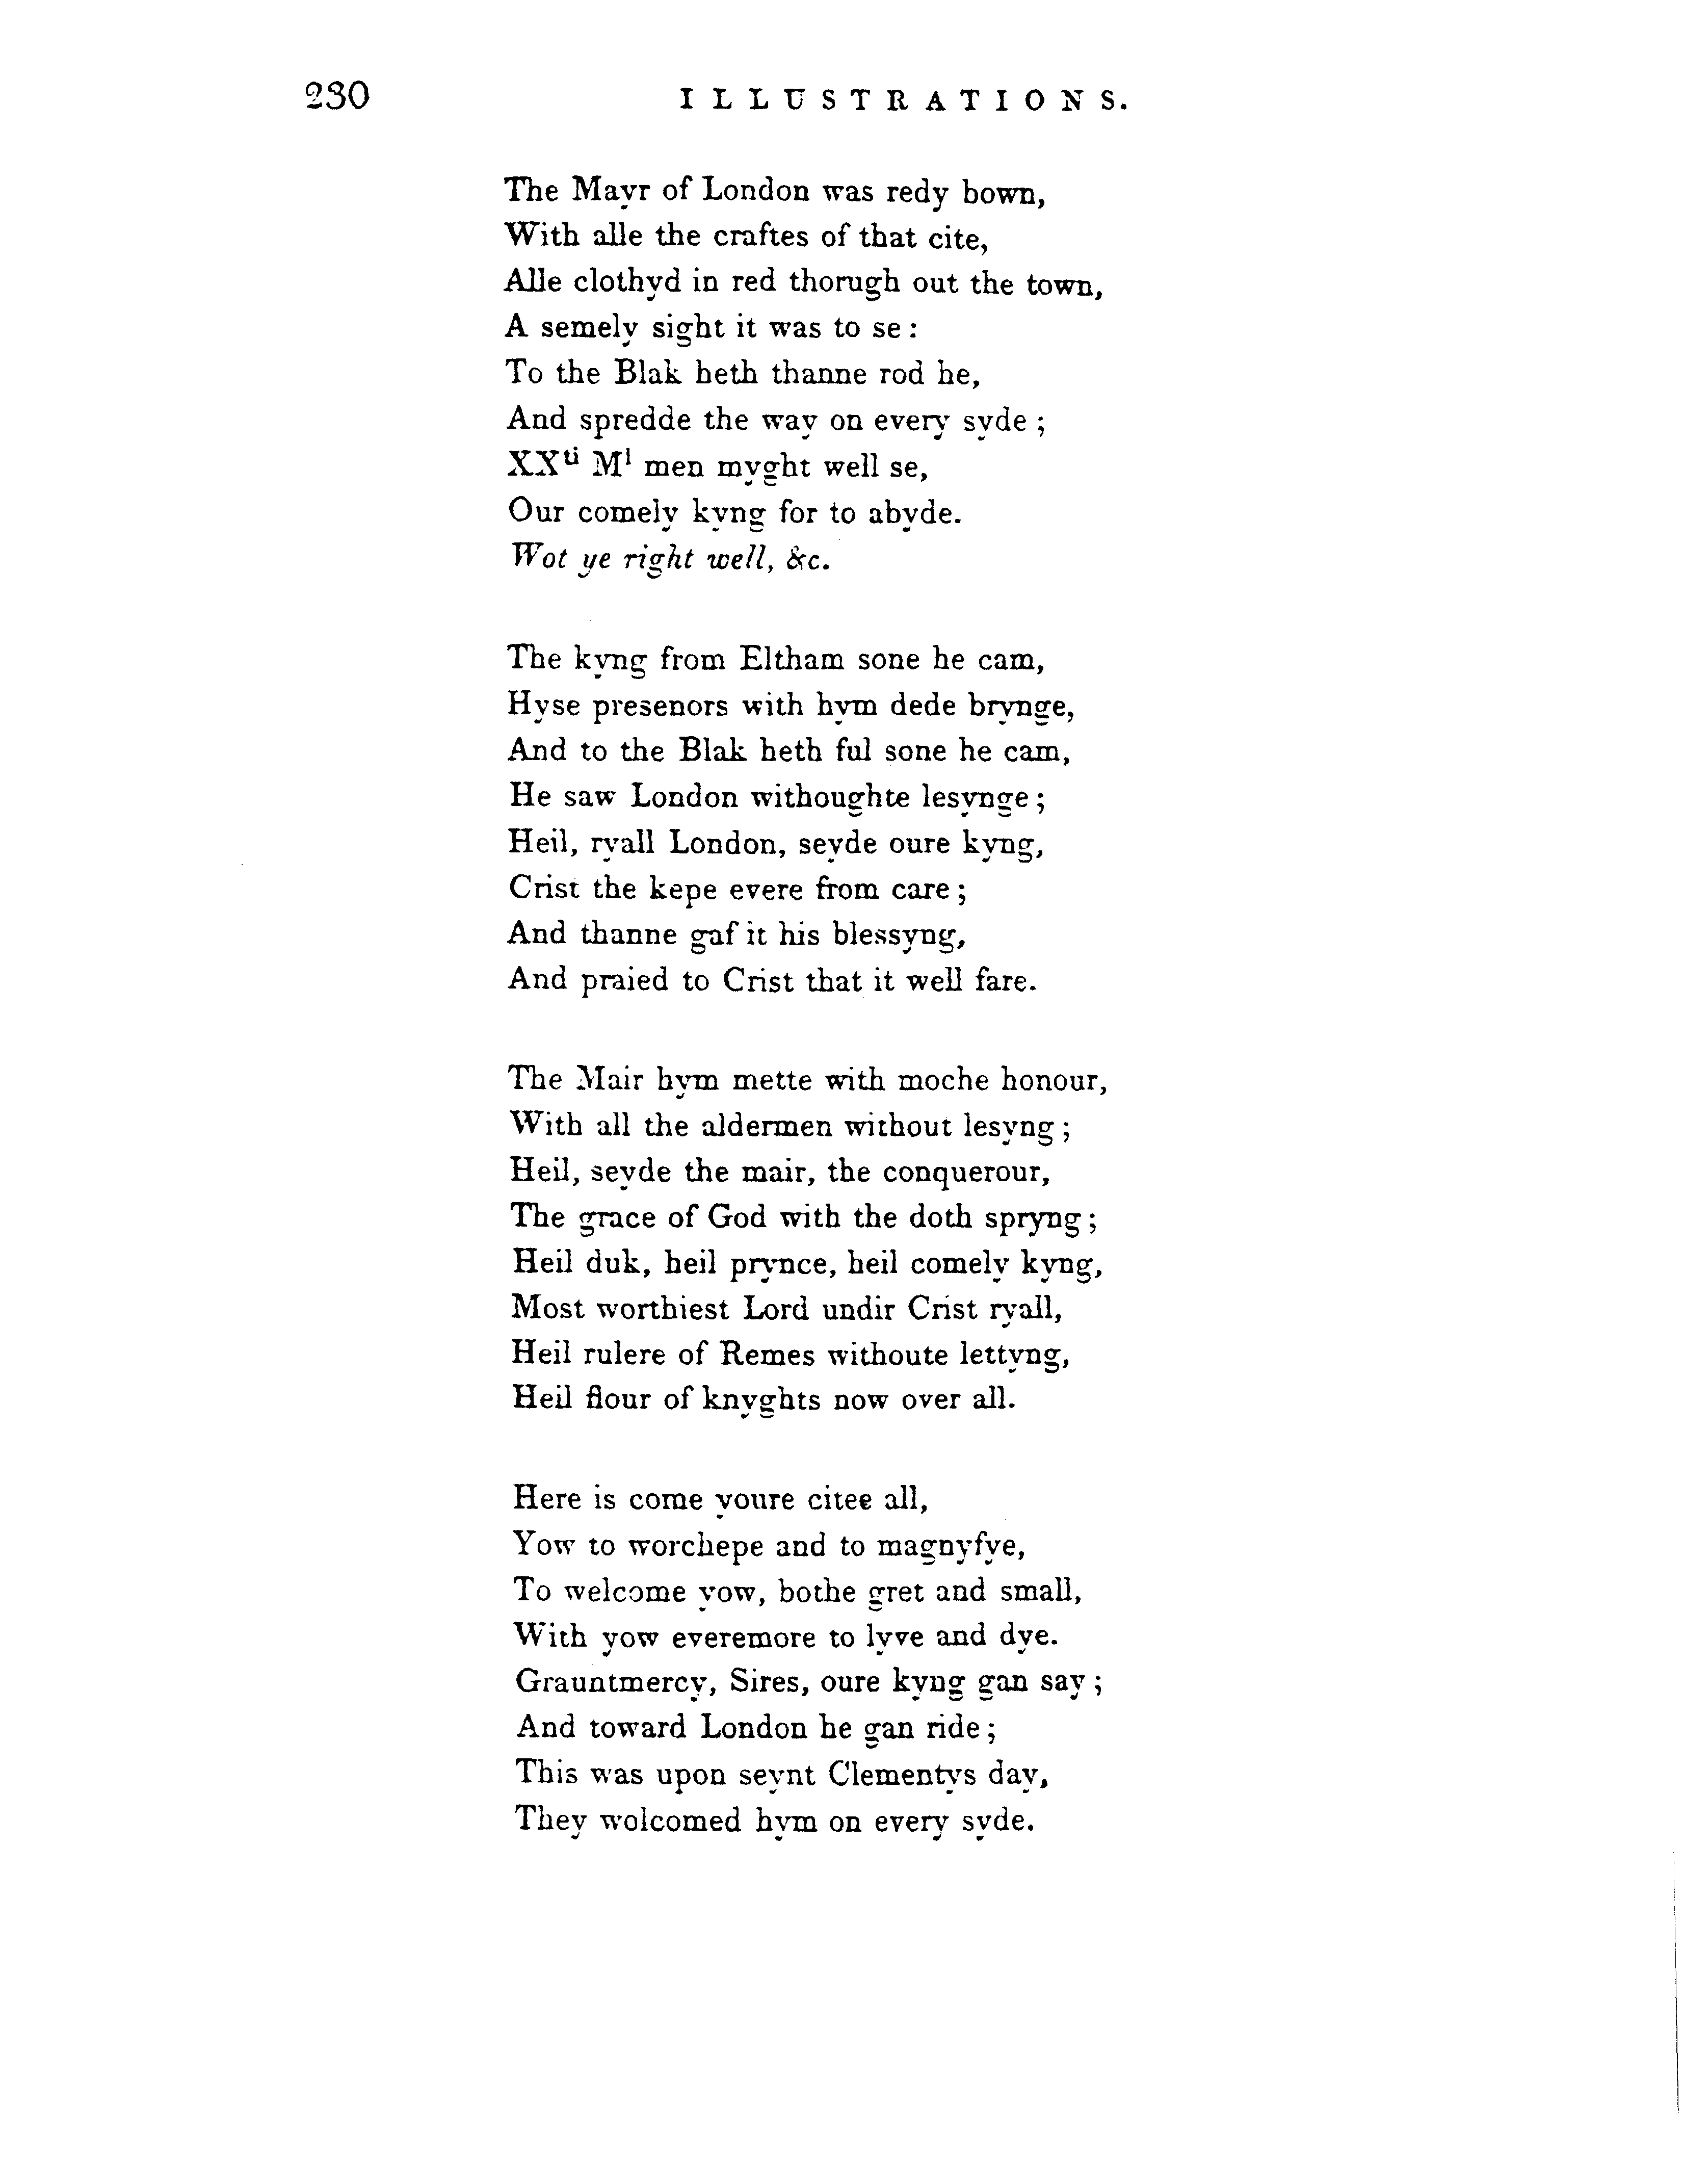 230 ILLUSTRATIONS.
The Mayr of London was redy bown,
With alle the craftes of that cite,
Alle clothyd in red thorugh out the town,
A semely sight it was to se :
To the Blak heth thanne rod he,
And spredde the way on every syde ;
XXti Ml men myght well se,
Our comely kyng for to abyde.
Wot ye right well, &c.
The kyng from Eltham sone he cam,
Hyse presenors with hym dede brynge,
And to the Blak heth ful sone he cam,
He saw London withoughte lesynge ;
Heil, ryall London, seyde oure kyng,
Crist the kepe evere from care ;
And thanne gaf it his blessyng,
And praied to Crist that it well fare.
The Mair hym mette with moche honour,
With all the aldermen without lesyng ;
Heil, seyde the mair, the conquerour,
The grace of God with the doth spryng ;
Heil duk, heil prynce, heil comely kyng,
Most worthiest Lord undir Crist ryall,
Heil rulere of Remes withoute lettyng,
Heil flour of knyghts now over all.
Here is come youre citee all,
Yow to worchepe and to magnyfye,
To welcome yow, bothe gret and small,
With yow everemore to lyve and dye.
Grauntmercy, Sires, oure kyng gan say ;
And toward London he gan ride ;
This was upon seynt Clementys day,
They wolcomed hym on every syde.